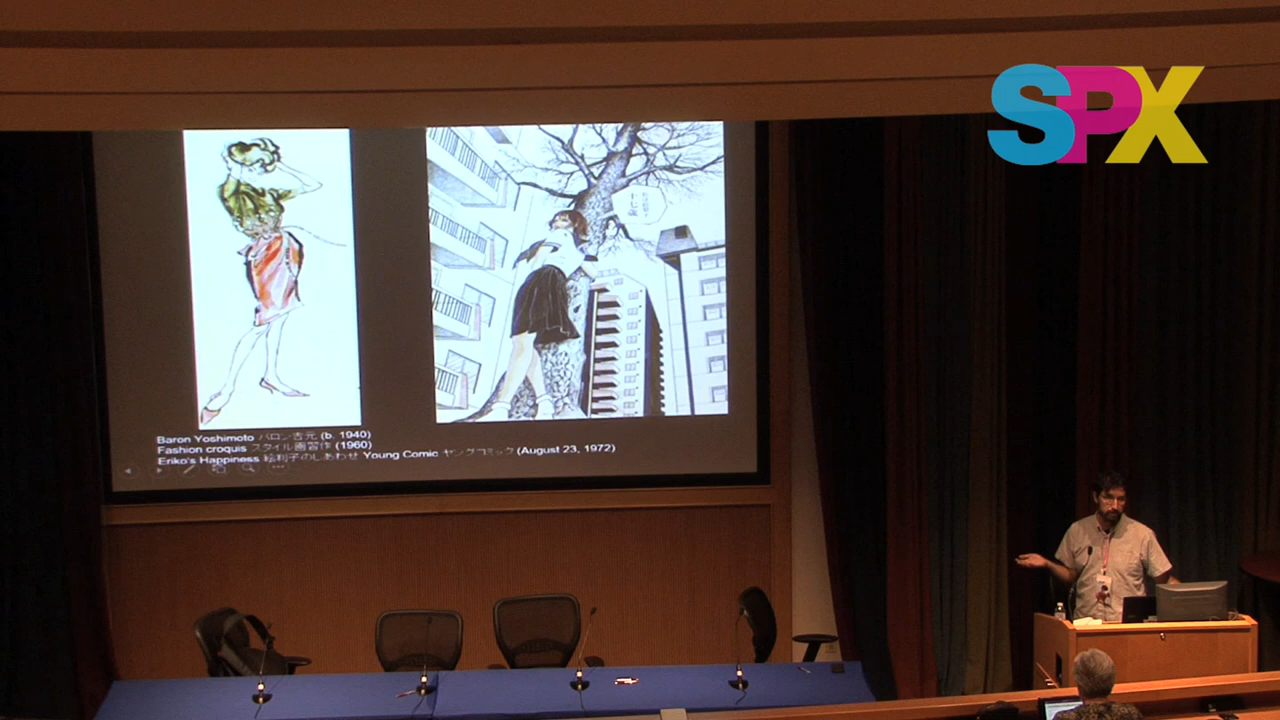 SPX
Baron Yoshimoto バロン吉元 (b. 1940)
Fashion croquis スタイル画習作 (1960)
Eriko's Happiness 絵利子のしあわせ Young Comic ヤングコミック (August 23, 1972)